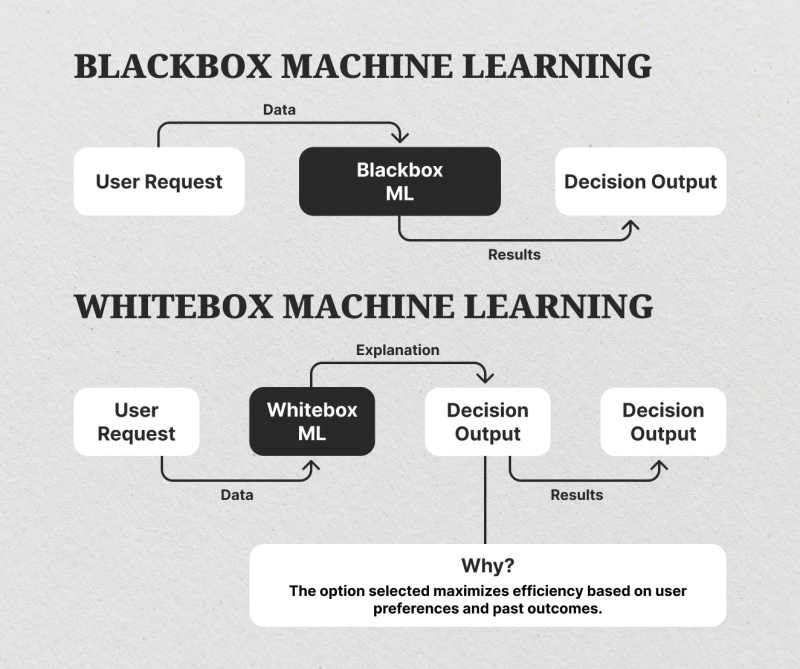 BLACKBOX MACHINE LEARNING
Data
User Request
Blackbox
ML
Decision Output
Results
WHITEBOX MACHINE LEARNING
Explanation
User
Request
Whitebox
ML
Decision
Output
Decision
Output
Data
Results
Why?
The option selected maximizes efficiency based on user
preferences and past outcomes.